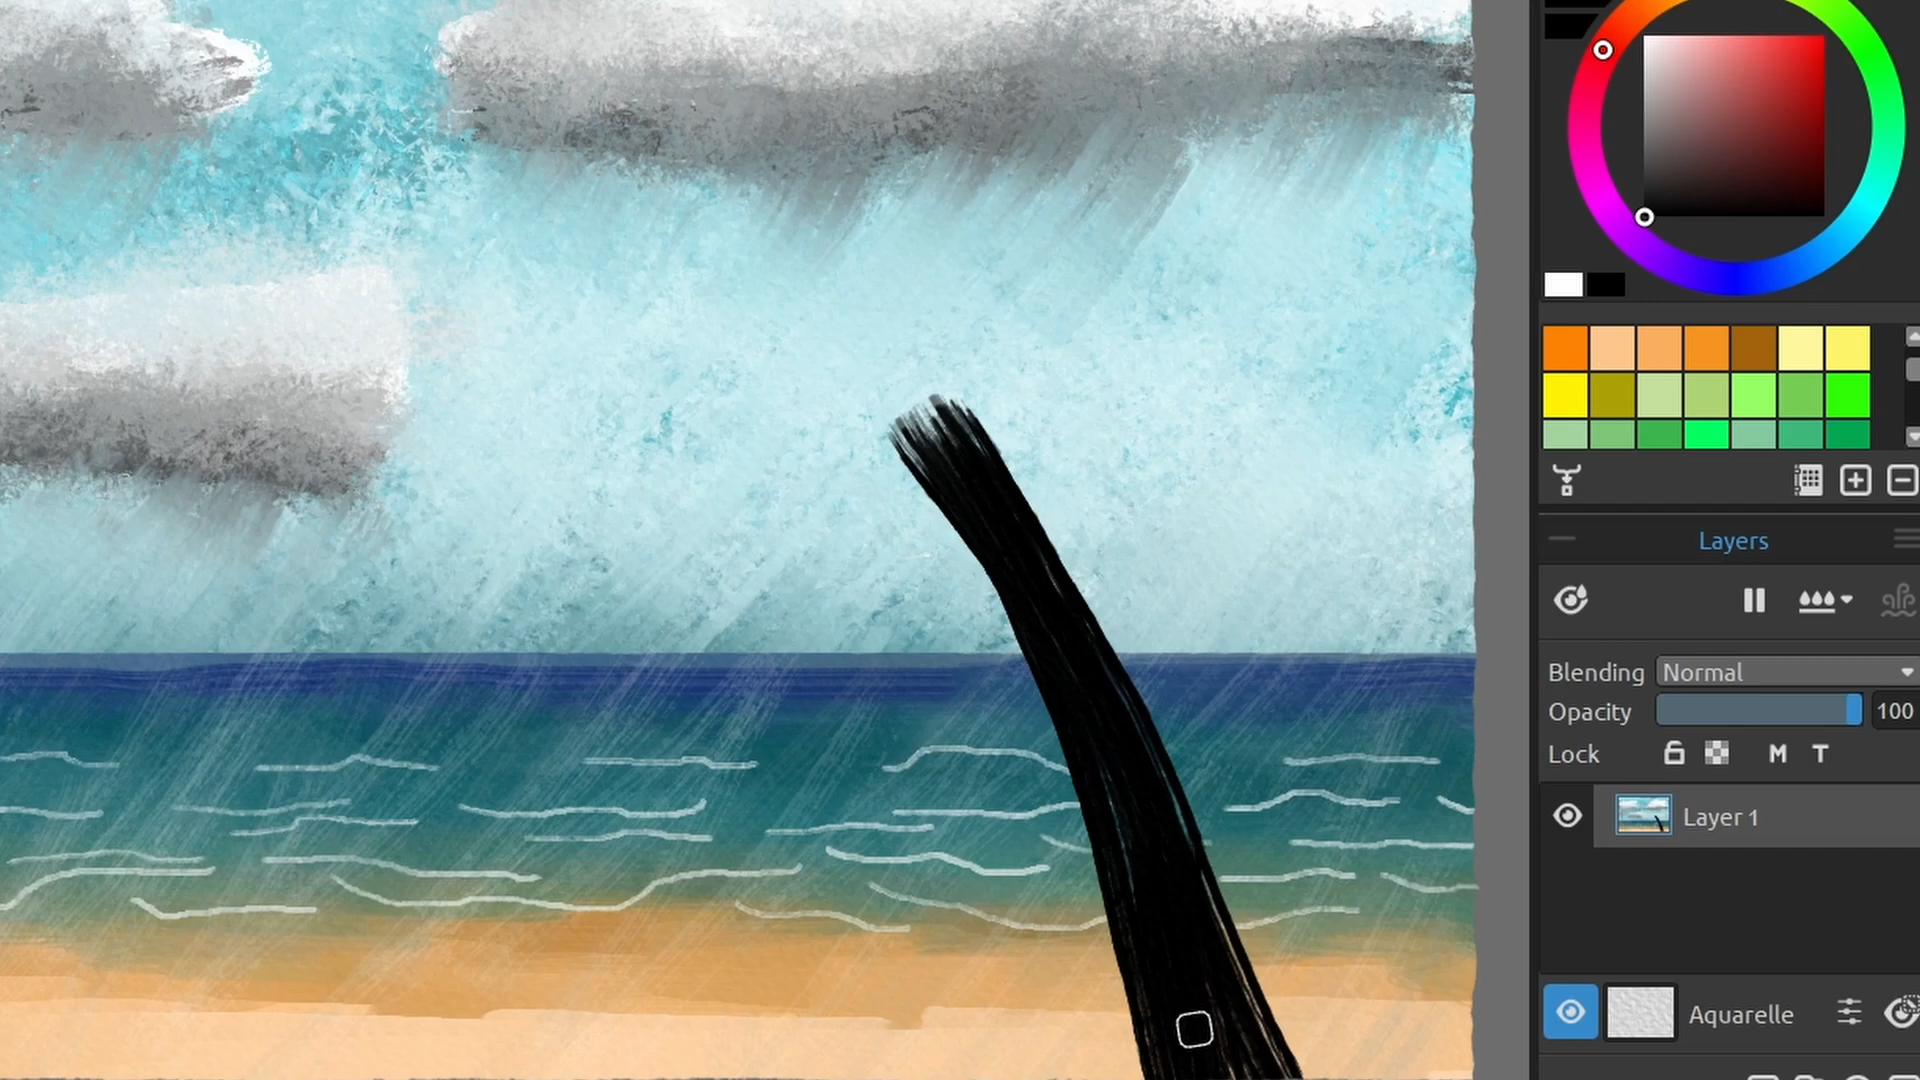 Layers
Blending Normal
Opacity 100
Lock M T
Layer 1
Aquarelle